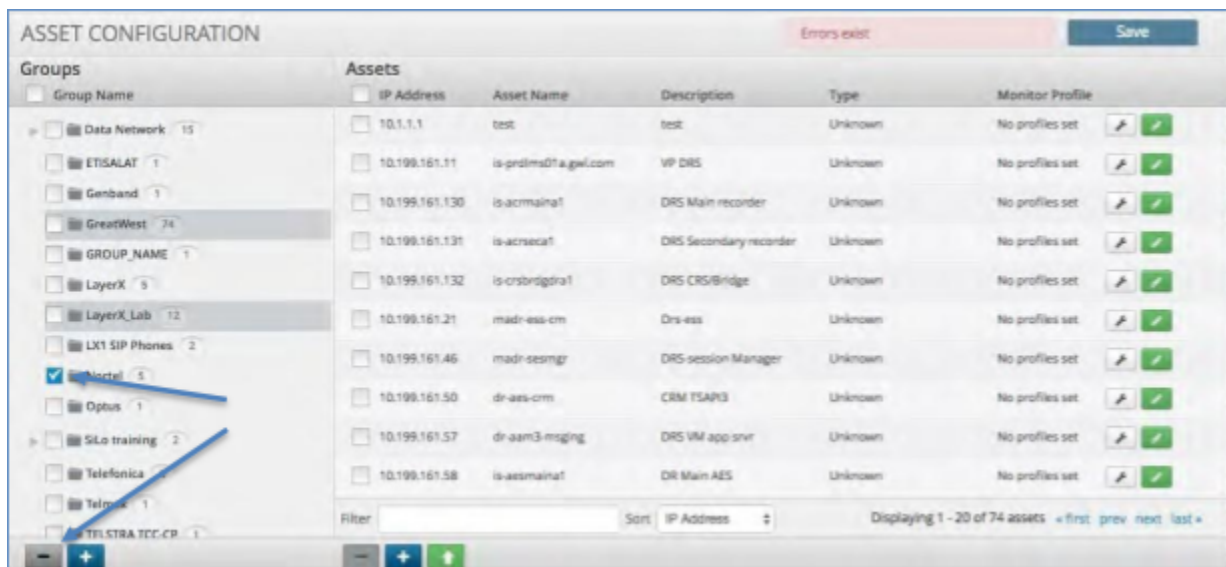 ASSET CONFIGURATION
Errors exist
Save
Groups
Assets
Group Name
IP Address Asset Name Description Type Monitor Profile
Data Network 15
ETISALAT 1
Genband 1
GreatWest 74
GROUP_NAME 1
LayerX 5
LayerX_Lab 12
LX1 SIP Phones 2
5
Optus 1
SiLo training 2
Telefonica
1
TELSTRA TCC-CP 1
10.1.1.1 test test Unknown No profiles set
10.199.161.11 is-prdlms01a.gwl.com VP DRS Unknown No profiles set
10.199.161.130 is-acrmaina1 DRS Main recorder Unknown No profiles set
10.199.161.131 is-acrseca1 DRS Secondary recorder Unknown No profiles set
10.199.161.132 is-crsbrdgdra1 DRS CRS/Bridge Unknown No profiles set
10.199.161.21 madr-ess-cm Drs-ess Unknown No profiles set
10.199.161.46 madr-sesmgr DRS-session Manager Unknown No profiles set
10.199.161.50 dr-aes-crm CRM TSAPI3 Unknown No profiles set
10.199.161.57 dr-aam3-msging DRS VM app srvr Unknown No profiles set
10.199.161.58 is-aesmaina1 DR Main AES Unknown No profiles set
Filter Sort IP Address Displaying 1 - 20 of 74 assets «first prev next last»